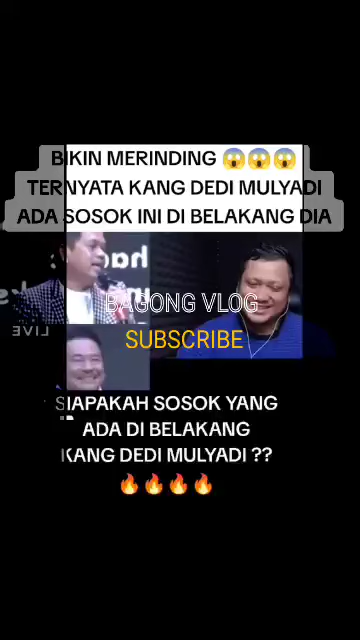 BIKIN MERINDING 😱😱😱
TERNYATA KANG DEDI MULYADI
ADA SOSOK INI DI BELAKANG DIA
BAGONG VLOG
LIVE
SUBSCRIBE
SIAPAKAH SOSOK YANG
ADA DI BELAKANG
KANG DEDI MULYADI ??
🔥🔥🔥🔥